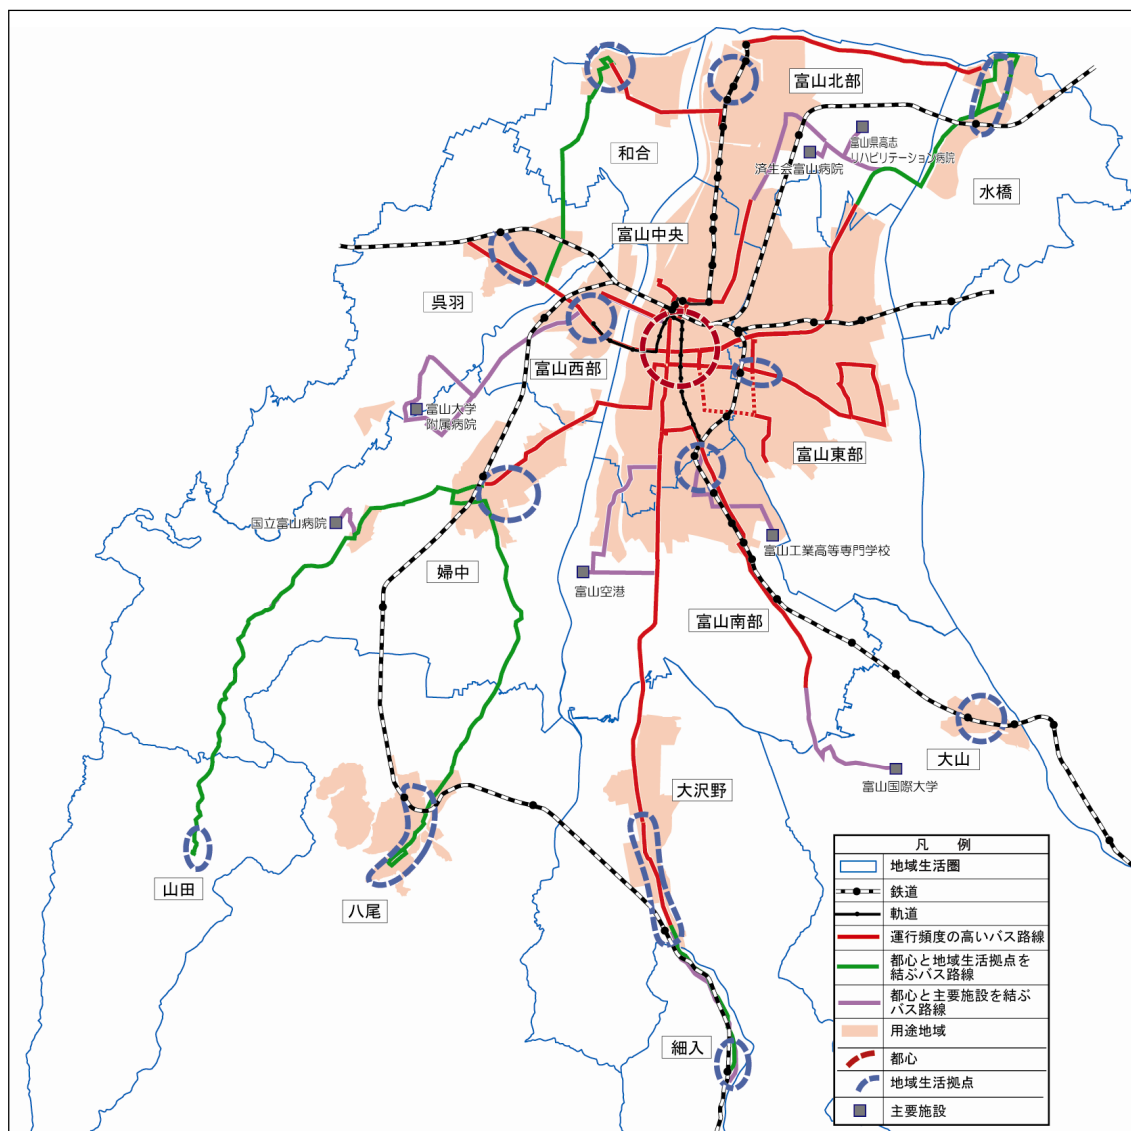 富山北部
富山県高志
リハビリテーション病院
済生会富山病院
和合
水橋
富山中央
呉羽
富山西部
富山大学
附属病院
富山東部
国立富山病院
富山工業高等専門学校
婦中
富山空港
富山南部
大山
富山国際大学
大沢野
山田
八尾
細入
凡 例
地域生活圏
鉄道
軌道
運行頻度の高いバス路線
都心と地域生活拠点を
結ぶバス路線
都心と主要施設を結ぶ
バス路線
用途地域
都心
地域生活拠点
主要施設